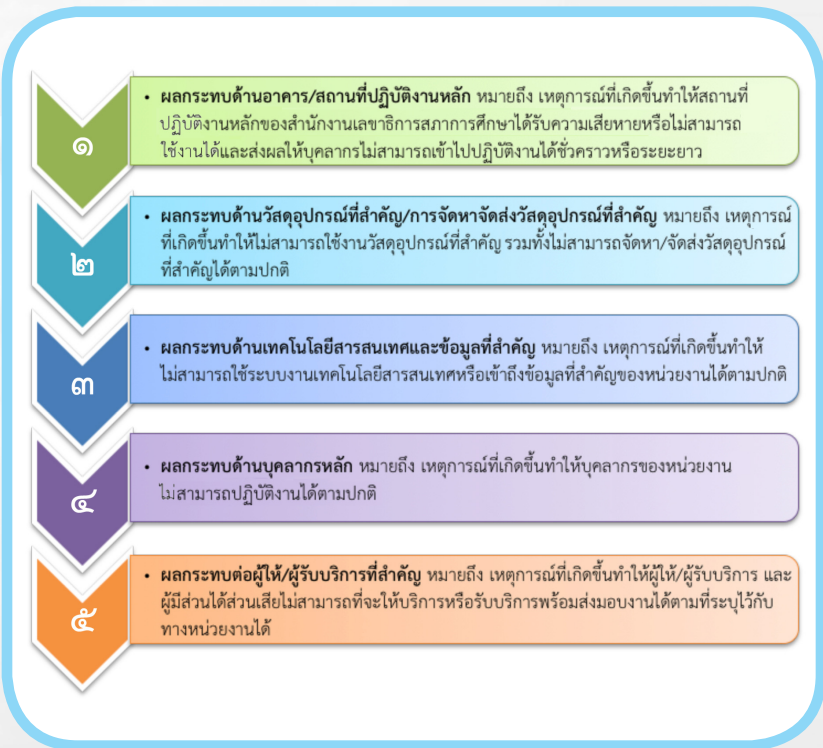 ๑
• ผลกระทบด้านอาคาร/สถานที่ปฏิบัติงานหลัก หมายถึง เหตุการณ์ที่เกิดขึ้นทำให้สถานที่
ปฏิบัติงานหลักของสำนักงานเลขาธิการสภาการศึกษาได้รับความเสียหายหรือไม่สามารถ
ใช้งานได้และส่งผลให้บุคลากรไม่สามารถเข้าไปปฏิบัติงานได้ชั่วคราวหรือระยะยาว
๒
• ผลกระทบด้านวัสดุอุปกรณ์ที่สำคัญ/การจัดหาจัดส่งวัสดุอุปกรณ์ที่สำคัญ หมายถึง เหตุการณ์
ที่เกิดขึ้นทำให้ไม่สามารถใช้งานวัสดุอุปกรณ์ที่สำคัญ รวมทั้งไม่สามารถจัดหา/จัดส่งวัสดุอุปกรณ์
ที่สำคัญได้ตามปกติ
๓
• ผลกระทบด้านเทคโนโลยีสารสนเทศและข้อมูลที่สำคัญ หมายถึง เหตุการณ์ที่เกิดขึ้นทำให้
ไม่สามารถใช้ระบบงานเทคโนโลยีสารสนเทศหรือเข้าถึงข้อมูลที่สำคัญของหน่วยงานได้ตามปกติ
๔
• ผลกระทบด้านบุคลากรหลัก หมายถึง เหตุการณ์ที่เกิดขึ้นทำให้บุคลากรของหน่วยงาน
ไม่สามารถปฏิบัติงานได้ตามปกติ
๕
• ผลกระทบต่อผู้ให้/ผู้รับบริการที่สำคัญ หมายถึง เหตุการณ์ที่เกิดขึ้นทำให้ผู้ให้/ผู้รับบริการ และ
ผู้มีส่วนได้ส่วนเสียไม่สามารถที่จะให้บริการหรือรับบริการพร้อมส่งมอบงานได้ตามที่ระบุไว้กับ
ทางหน่วยงานได้